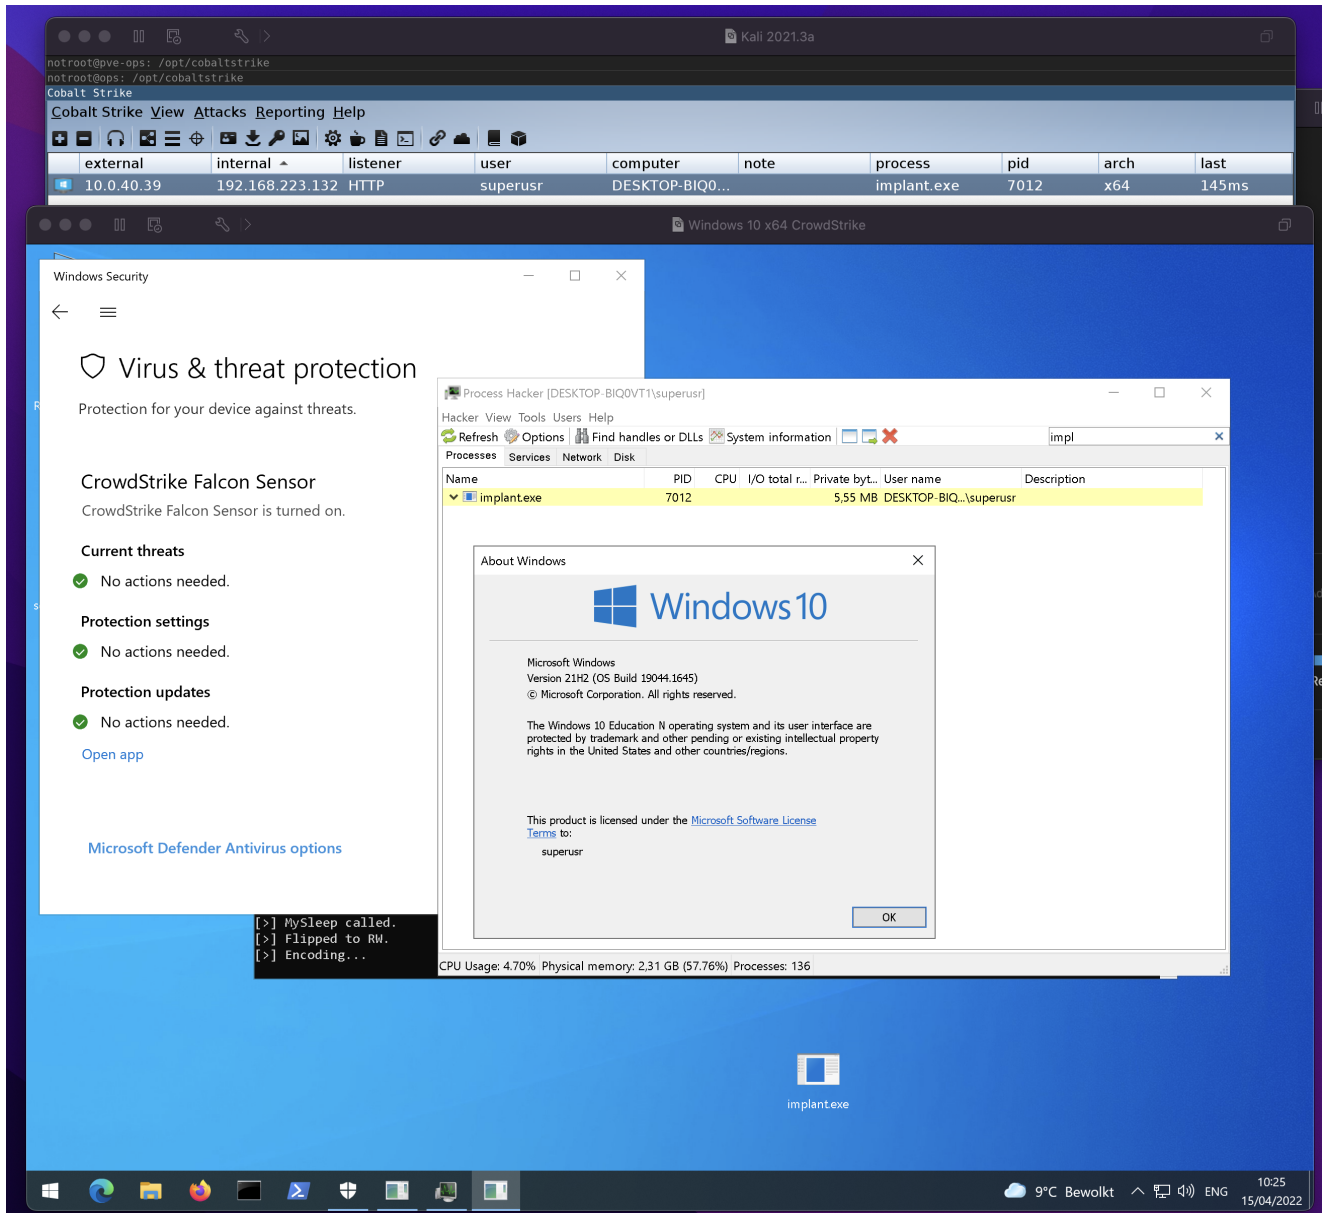 Kali 2021.3a
notroot@pve-ops: /opt/cobaltstrike
notroot@ops: /opt/cobaltstrike
Cobalt Strike
Cobalt Strike View Attacks Reporting Help
external internal listener user computer note process pid arch last
10.0.40.39 192.168.223.132 HTTP superusr DESKTOP-BIQ0... implant.exe 7012 x64 145ms
Windows 10 x64 CrowdStrike
Windows Security
Virus & threat protection
Protection for your device against threats.
CrowdStrike Falcon Sensor
CrowdStrike Falcon Sensor is turned on.
Current threats
No actions needed.
Protection settings
No actions needed.
Protection updates
No actions needed.
Open app
Microsoft Defender Antivirus options
Process Hacker [DESKTOP-BIQ0VT1\superusr]
Hacker View Tools Users Help
Refresh Options Find handles or DLLs System information impl
Processes Services Network Disk
Name PID CPU I/O total r... Private byt... User name Description
implant.exe 7012 5,55 MB DESKTOP-BIQ...\superusr
About Windows
Windows 10
Microsoft Windows
Version 21H2 (OS Build 19044.1645)
© Microsoft Corporation. All rights reserved.
The Windows 10 Education N operating system and its user interface are
protected by trademark and other pending or existing intellectual property
rights in the United States and other countries/regions.
This product is licensed under the Microsoft Software License
Terms to:
superusr
OK
[>] MySleep called.
[>] Flipped to RW.
[>] Encoding...
CPU Usage: 4.70% Physical memory: 2,31 GB (57.76%) Processes: 136
implant.exe
9°C Bewolkt ENG 10:25
15/04/2022